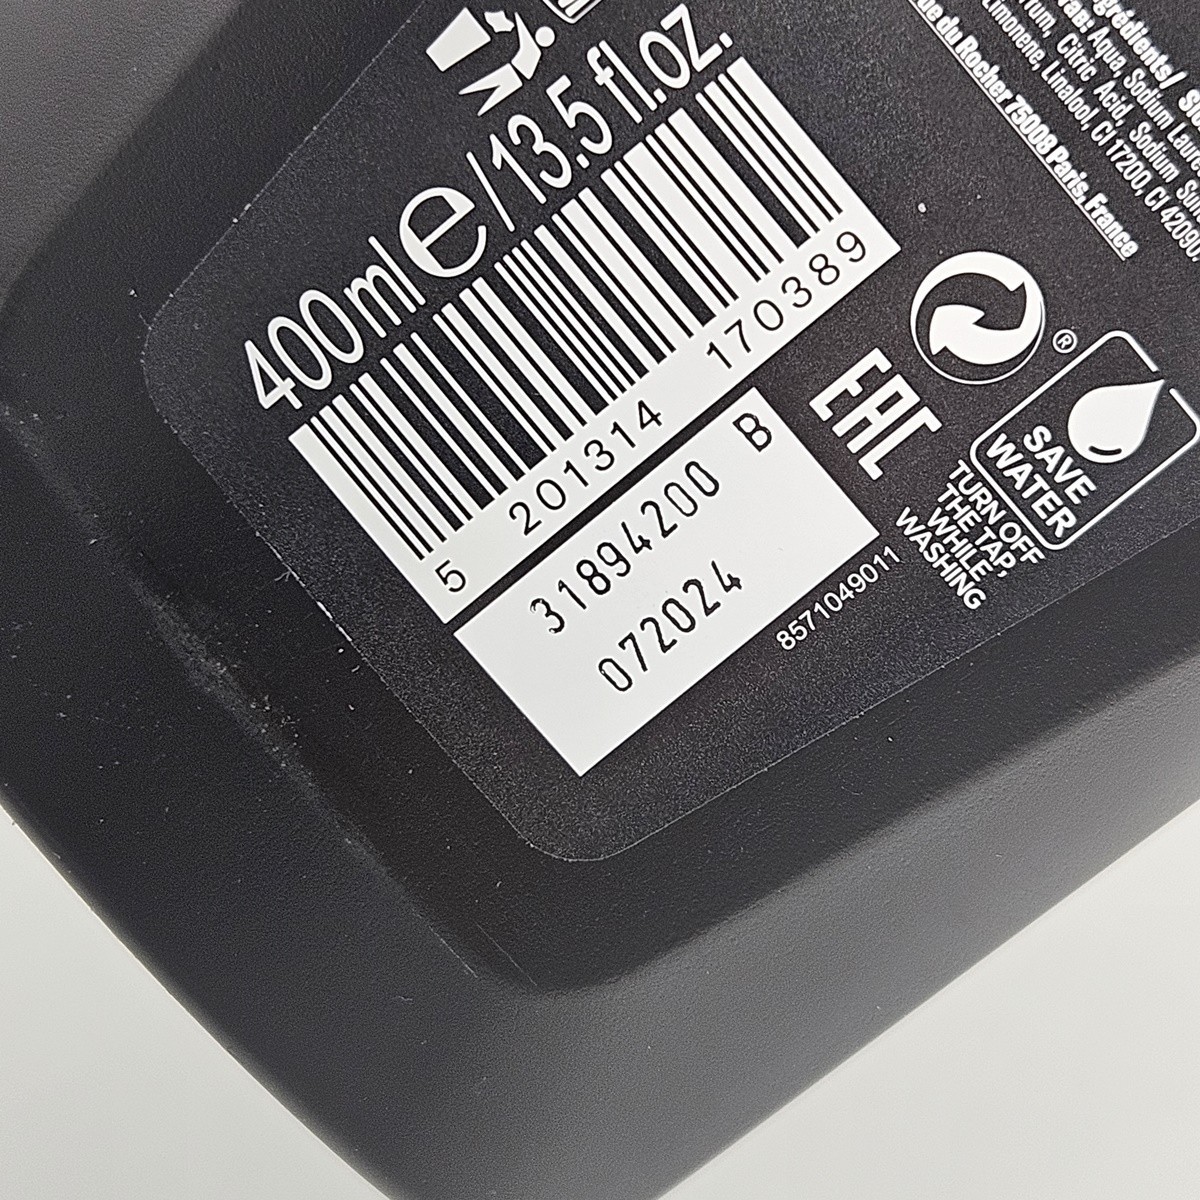 400ml e/13.5 fl.oz.
5 201314 170389
31894200 B
072024
8571049011
EAC
®
SAVE
WATER
TURN OFF
THE TAP,
WHILE
WASHING
du Rocher 75008 Paris, France
Aqua, Sodium
Citric Acid, Sodium
Limonene, Linalool, CI 17200, CI 42090